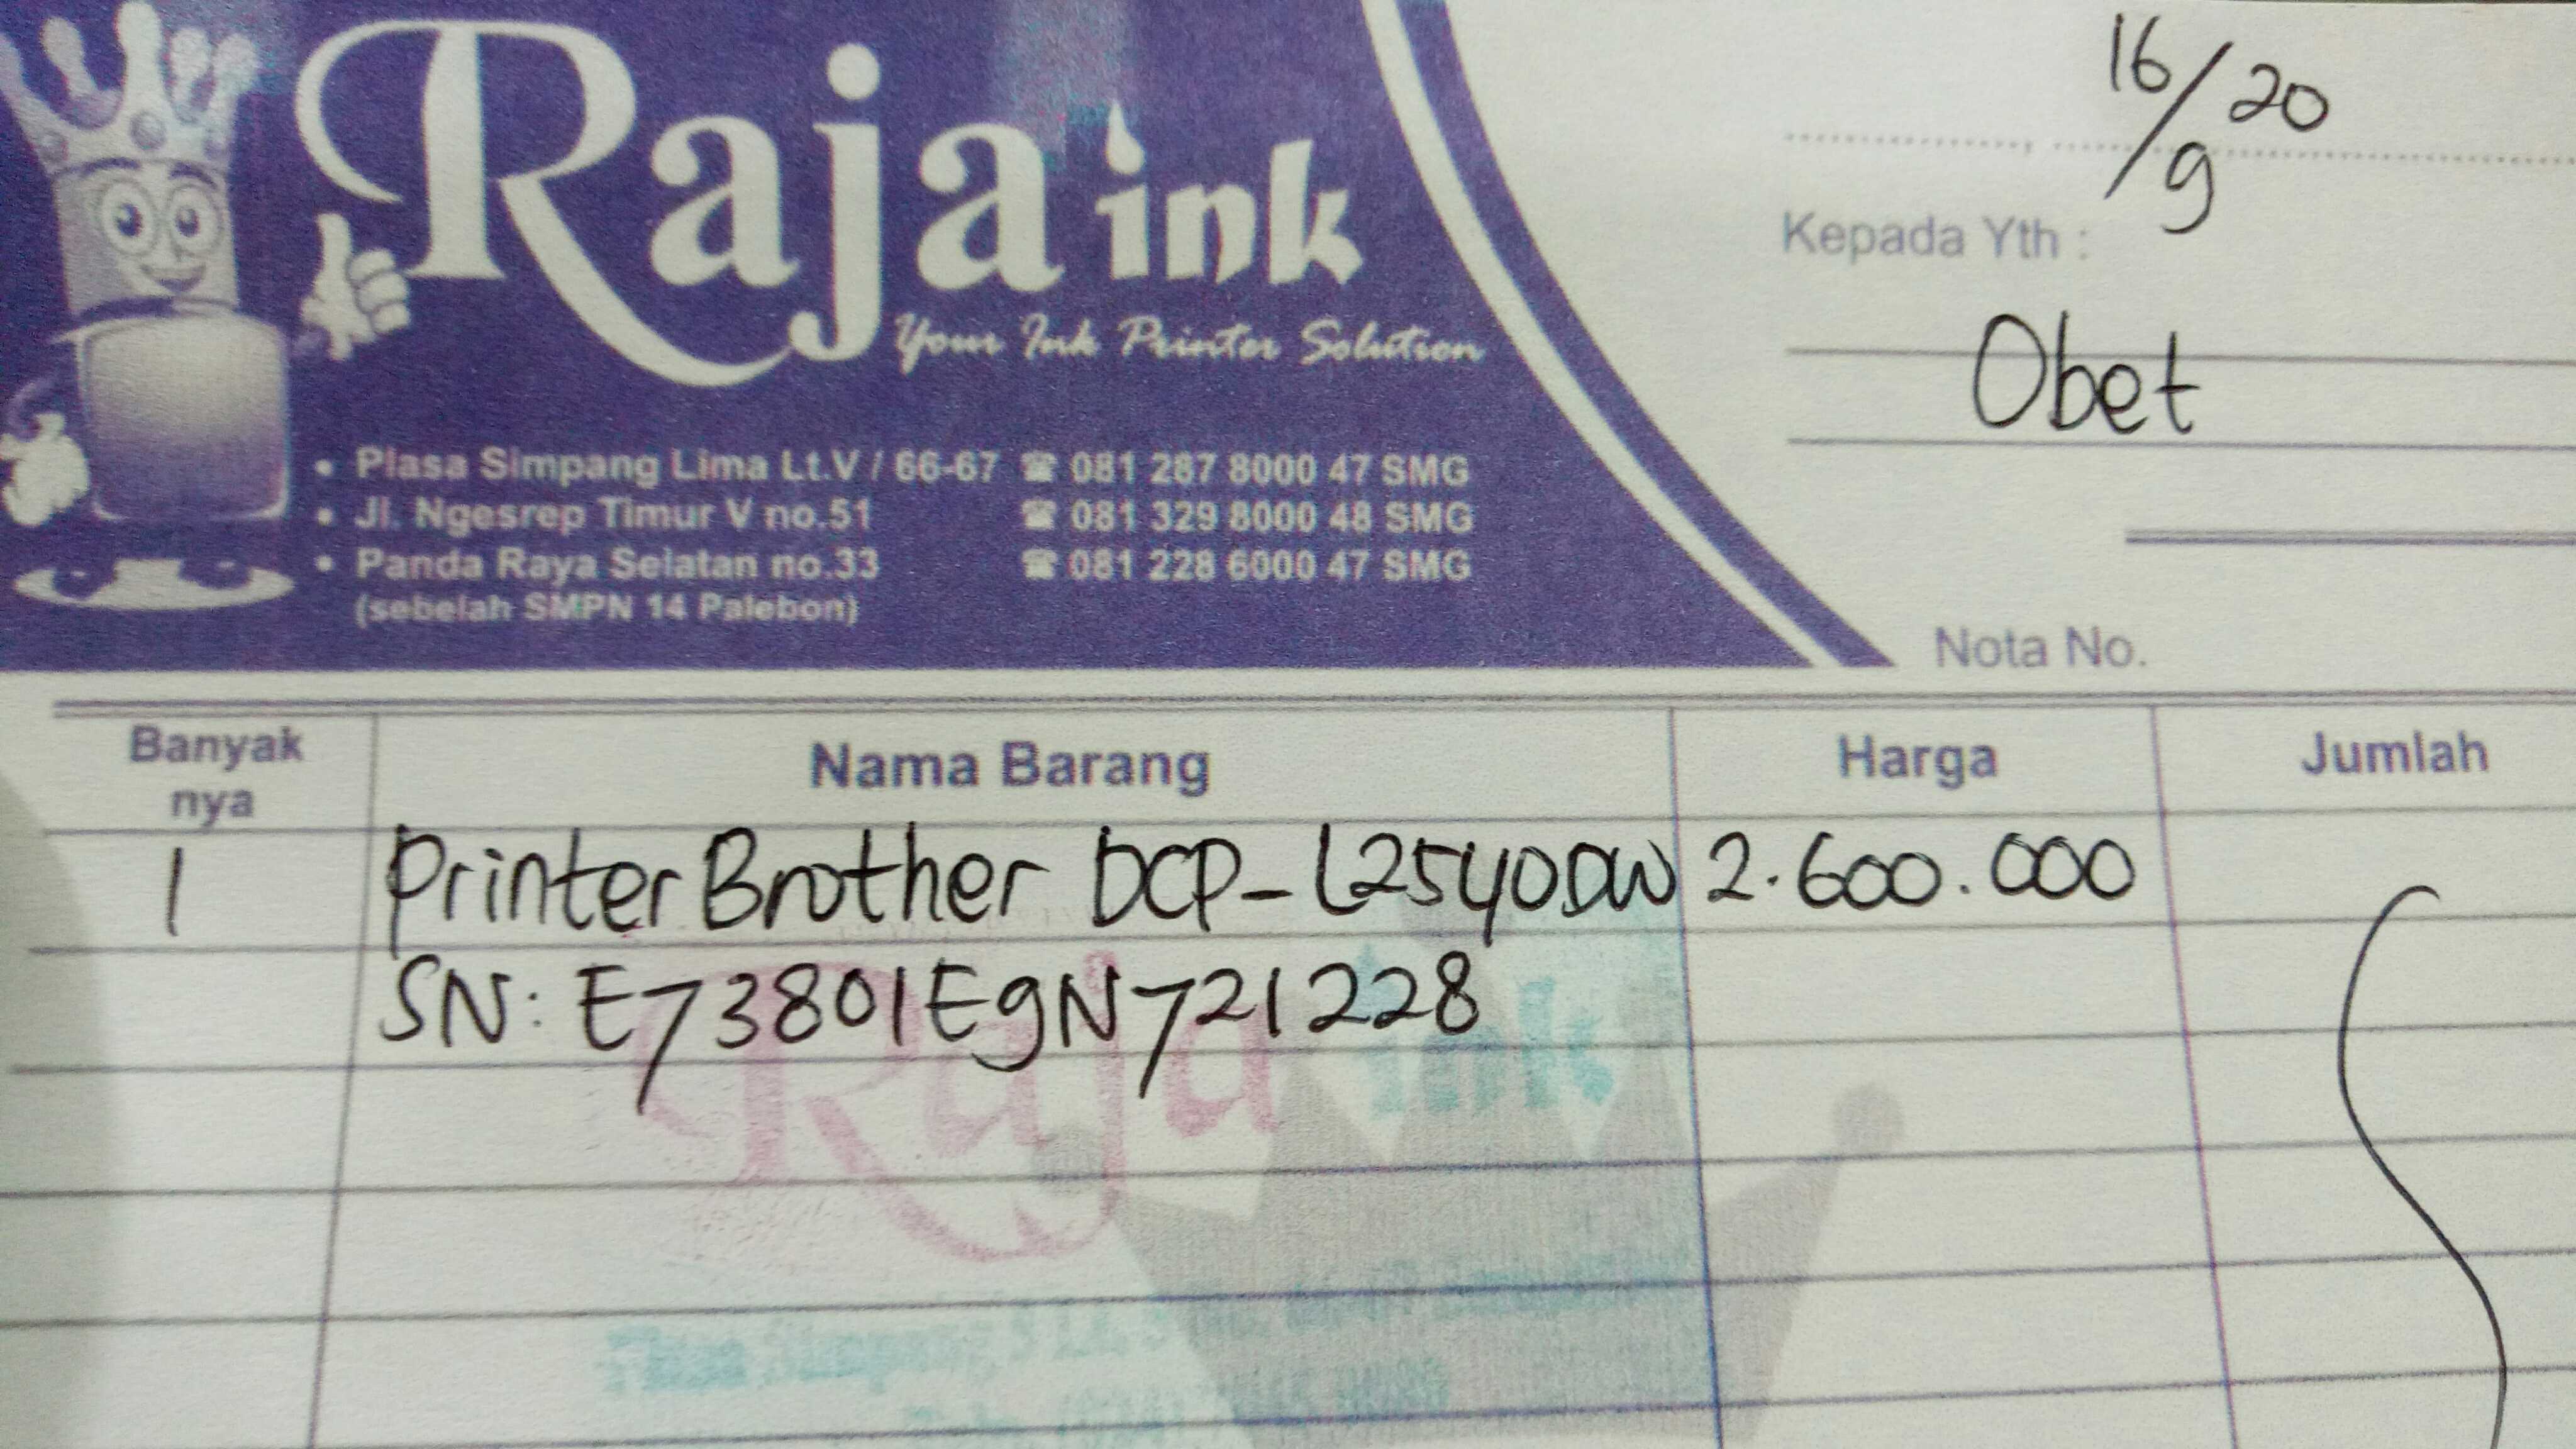 Raja ink
Your Ink Printer Solution
• Plasa Simpang Lima Lt.V / 66-67 ☎ 081 287 8000 47 SMG
• Jl. Ngesrep Timur V no.51 ☎ 081 329 8000 48 SMG
• Panda Raya Selatan no.33 ☎ 081 228 6000 47 SMG
(sebelah SMPN 14 Palebon)
16/9 20
Kepada Yth :
Obet
Nota No.
Banyak nya Nama Barang Harga Jumlah
1 Printer Brother DCP-L2540DW 2.600.000
SN: E73801E9N721228
Raja ink